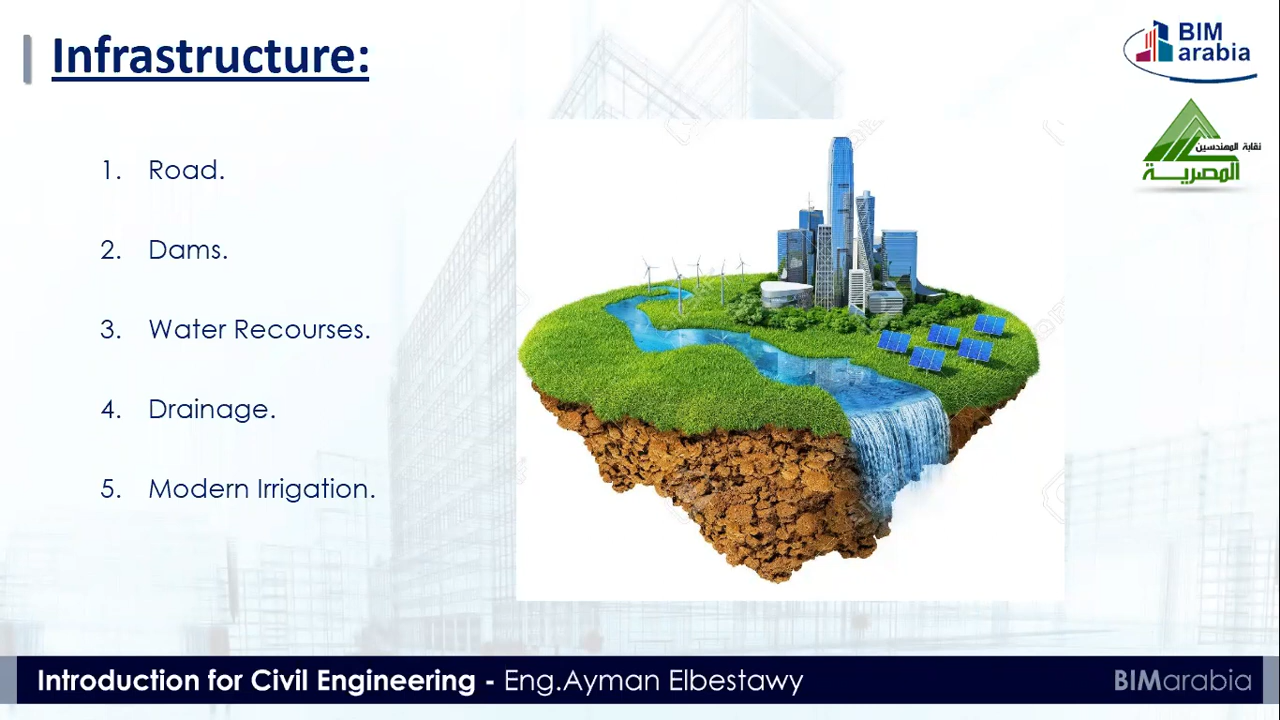 Infrastructure:
BIM
arabia
نقابة المهندسين
المصرية
1. Road.
2. Dams.
3. Water Recourses.
4. Drainage.
5. Modern Irrigation.
Introduction for Civil Engineering - Eng.Ayman Elbestawy
BIMarabia